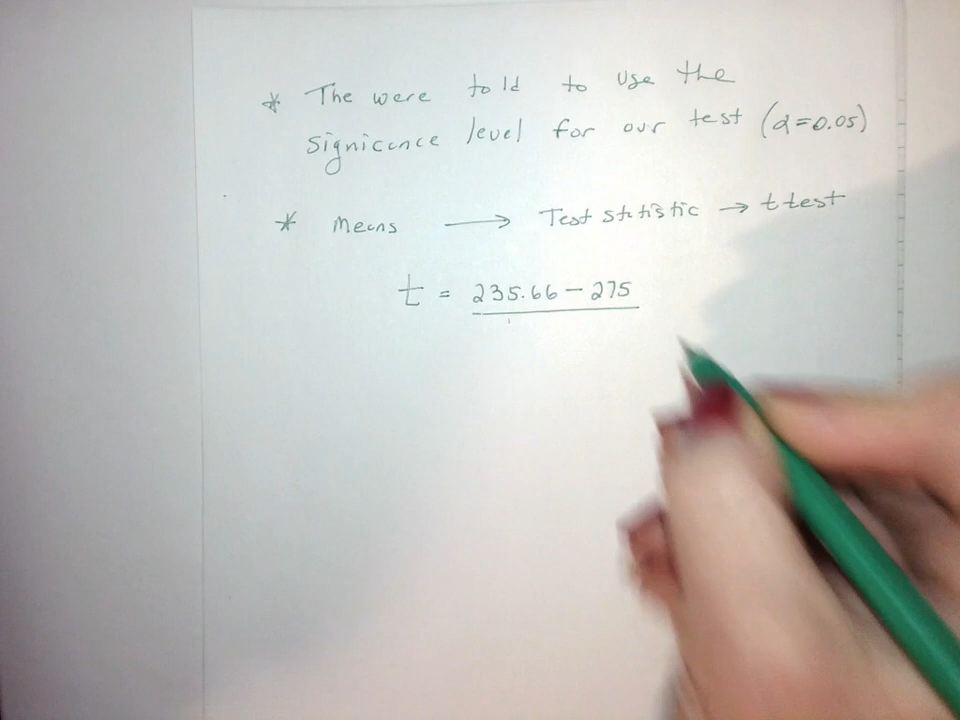 * The were told to use the
signicence level for our test (α=0.05)
* Means → Test statistic → t test
t = 235.66 - 275